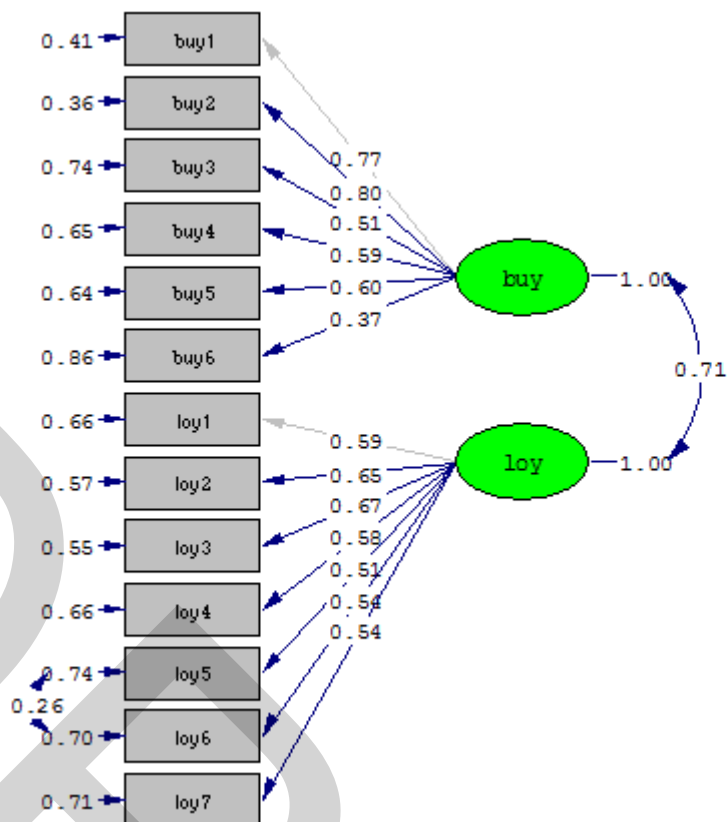 0.41 buy1
0.36 buy2
0.74 buy3
0.65 buy4
0.64 buy5
0.86 buy6
0.66 loy1
0.57 loy2
0.55 loy3
0.66 loy4
0.74 loy5
0.26
0.70 loy6
0.71 loy7
0.77
0.80
0.51
0.59
0.60
0.37
0.59
0.65
0.67
0.58
0.51
0.54
0.54
buy 1.00
0.71
loy 1.00